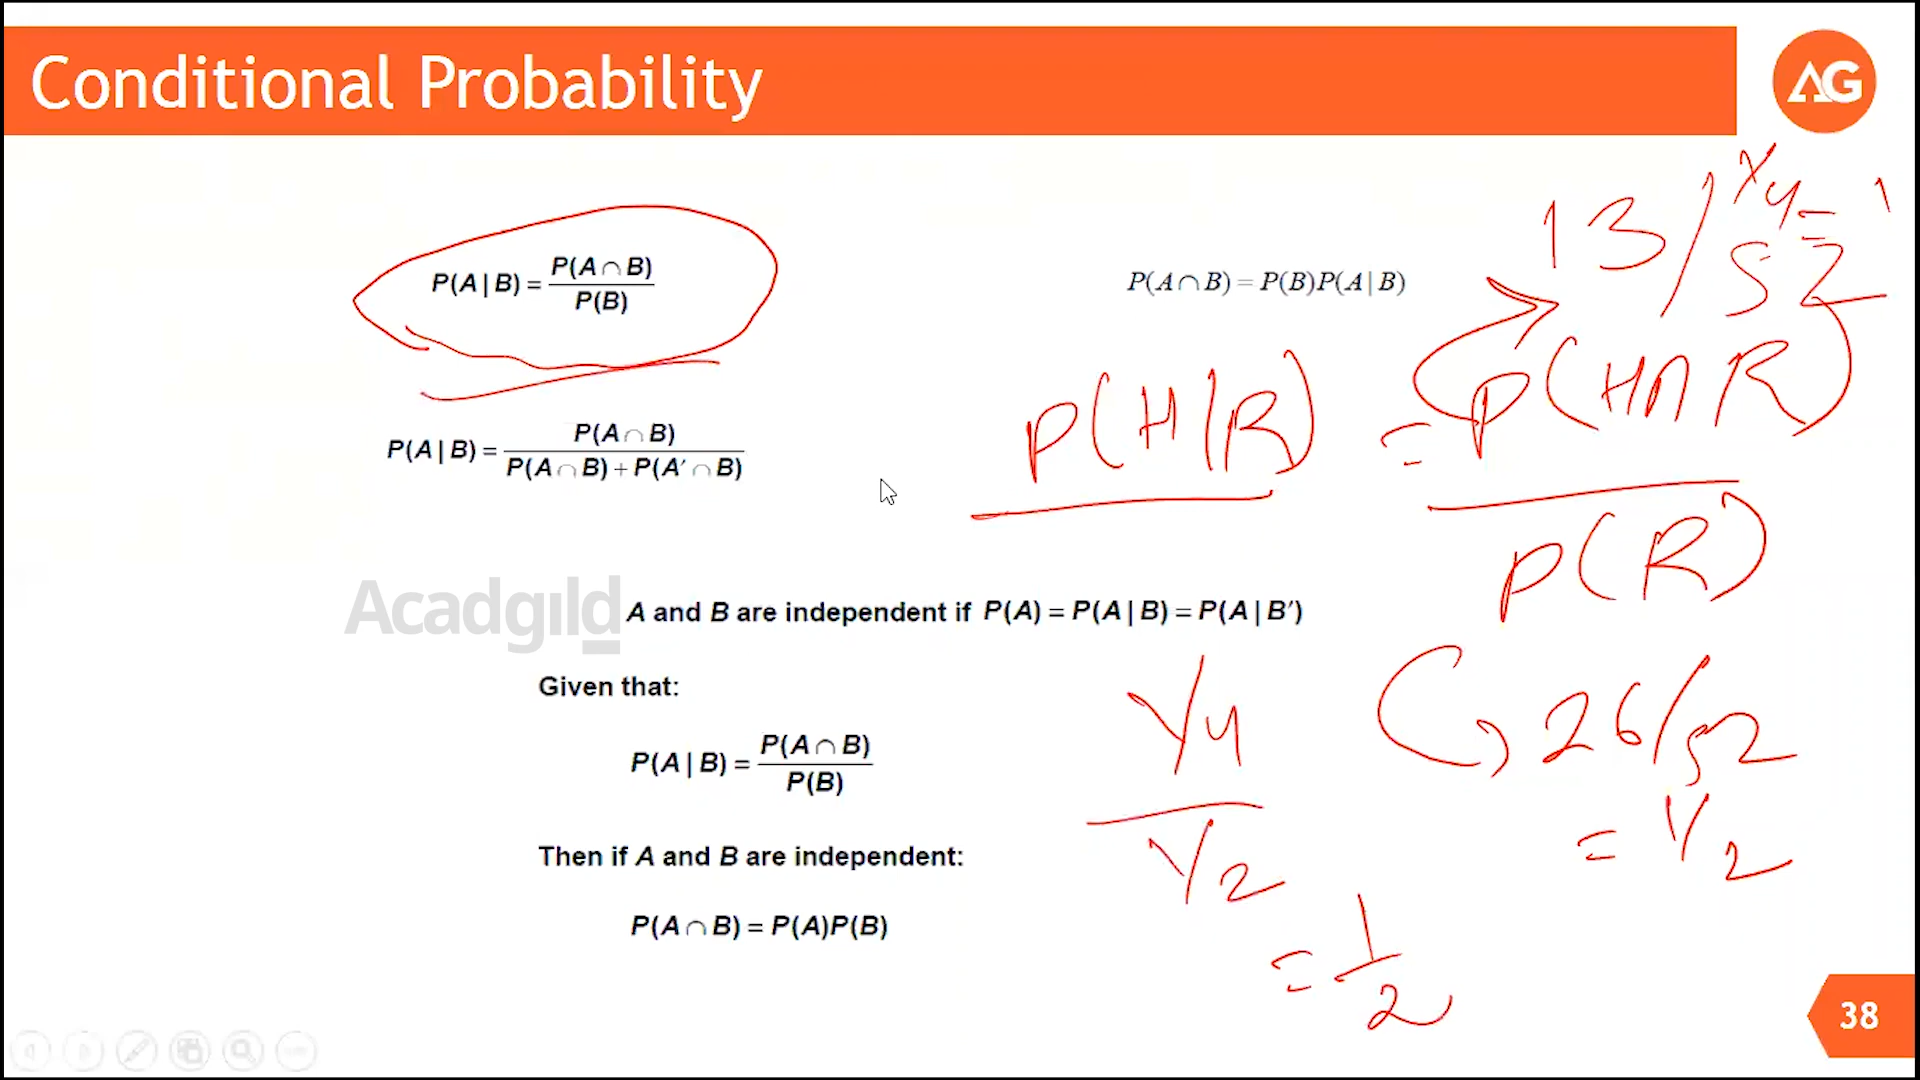 Conditional Probability
AG
P(A | B) = P(A ∩ B) / P(B)
P(A ∩ B) = P(B)P(A | B)
13/52
1/4 = 1
P(A | B) = P(A ∩ B) / P(A ∩ B) + P(A′ ∩ B)
P(H|R) = P(H∩R) / P(R)
Acadgild
A and B are independent if P(A) = P(A | B) = P(A | B′)
Given that:
P(A | B) = P(A ∩ B) / P(B)
1/4
1/2
= 1/2
26/52
= 1/2
Then if A and B are independent:
P(A ∩ B) = P(A)P(B)
38